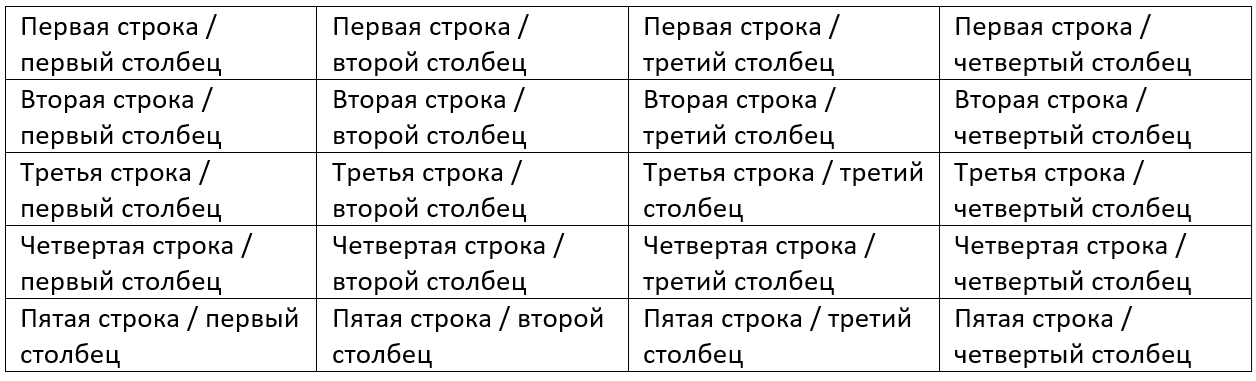 Первая строка /
первый столбец
Первая строка /
второй столбец
Первая строка /
третий столбец
Первая строка /
четвертый столбец
Вторая строка /
первый столбец
Вторая строка /
второй столбец
Вторая строка /
третий столбец
Вторая строка /
четвертый столбец
Третья строка /
первый столбец
Третья строка /
второй столбец
Третья строка / третий
столбец
Третья строка /
четвертый столбец
Четвертая строка /
первый столбец
Четвертая строка /
второй столбец
Четвертая строка /
третий столбец
Четвертая строка /
четвертый столбец
Пятая строка / первый
столбец
Пятая строка / второй
столбец
Пятая строка / третий
столбец
Пятая строка /
четвертый столбец